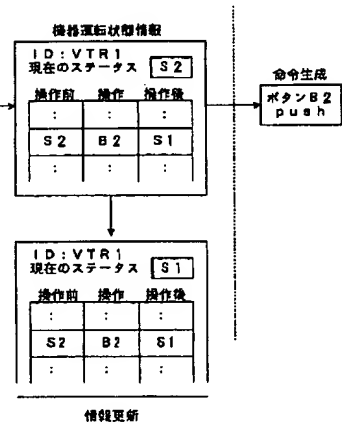 機器運転状態情報
ID:VTR1
現在のステータス S2
操作前 操作 操作後
: : :
S2 B2 S1
: : :
命令生成
ボタンB2
push
ID:VTR1
現在のステータス S1
操作前 操作 操作後
: : :
S2 B2 S1
: : :
情報更新